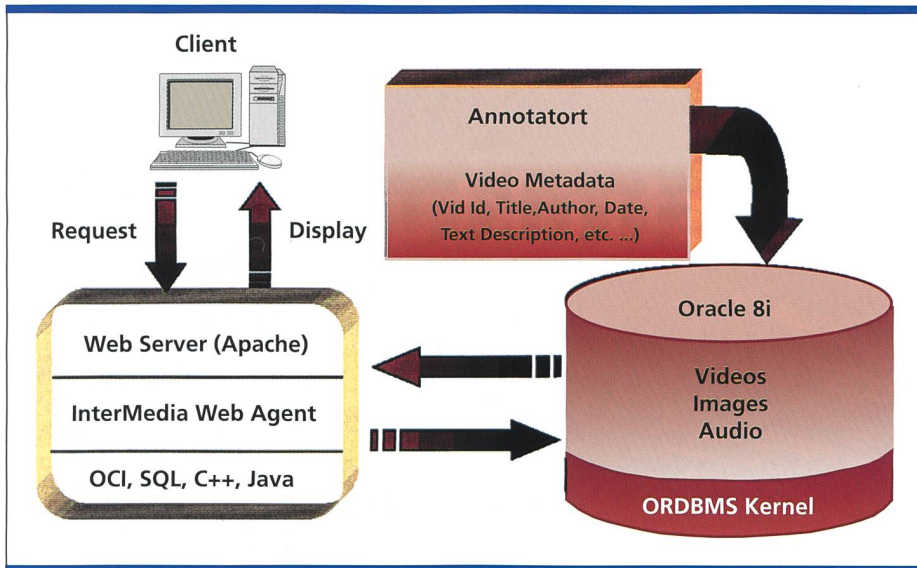 Client
Request
Display
Annotatort
Video Metadata
(Vid Id, Title,Author, Date,
Text Description, etc. ...)
Web Server (Apache)
InterMedia Web Agent
OCI, SQL, C++, Java
Oracle 8i
Videos
Images
Audio
ORDBMS Kernel